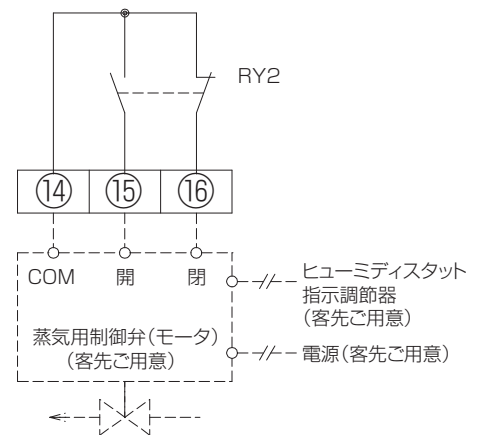 RY2
⑭ ⑮ ⑯
COM 開 閉
ヒューミディスタット
指示調節器
(客先ご用意)
蒸気用制御弁(モータ)
(客先ご用意)
電源(客先ご用意)